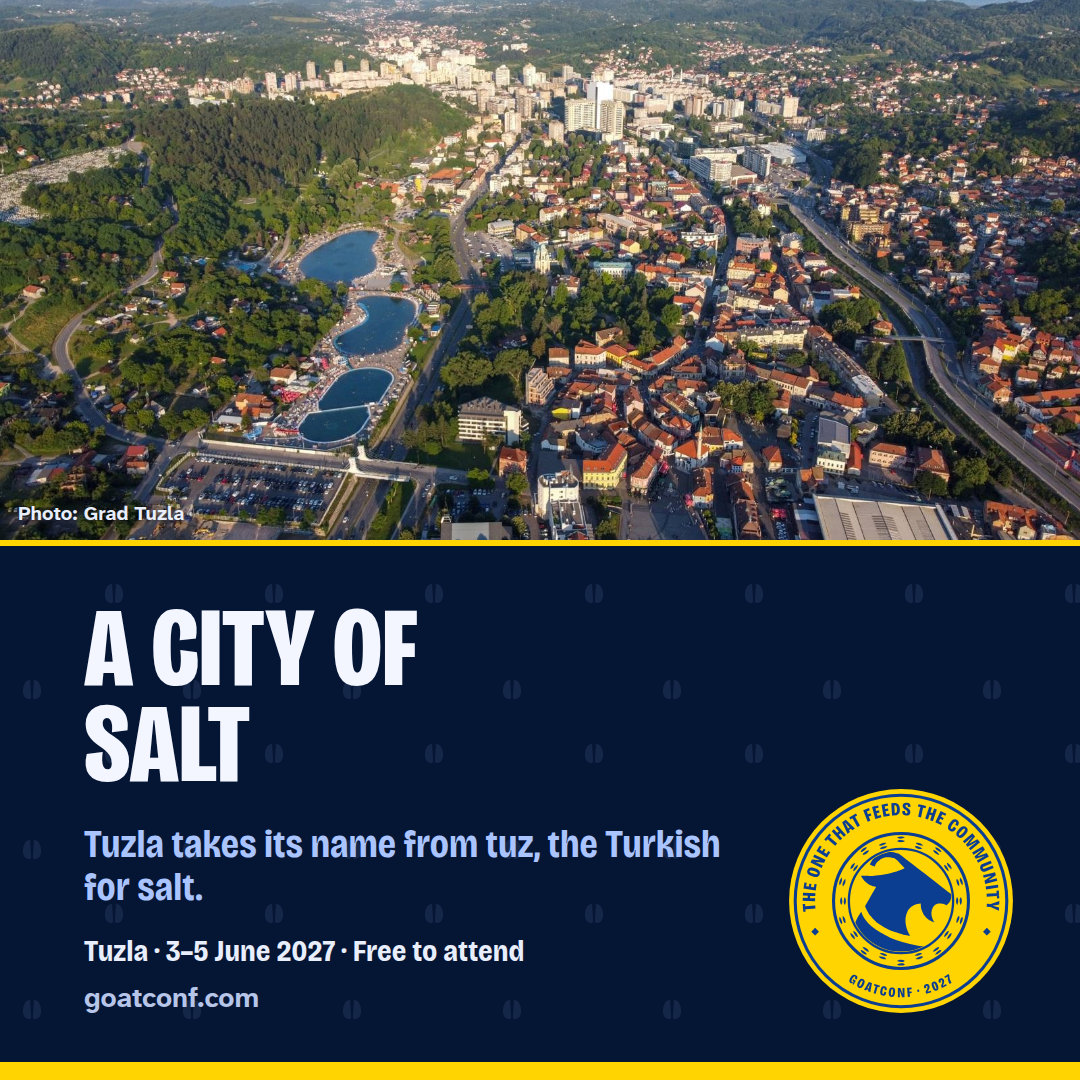 Photo: Grad Tuzla
A CITY OF
SALT
Tuzla takes its name from tuz, the Turkish
for salt.
Tuzla · 3–5 June 2027 · Free to attend
goatconf.com
THE ONE THAT FEEDS THE COMMUNITY
GOATCONF · 2027